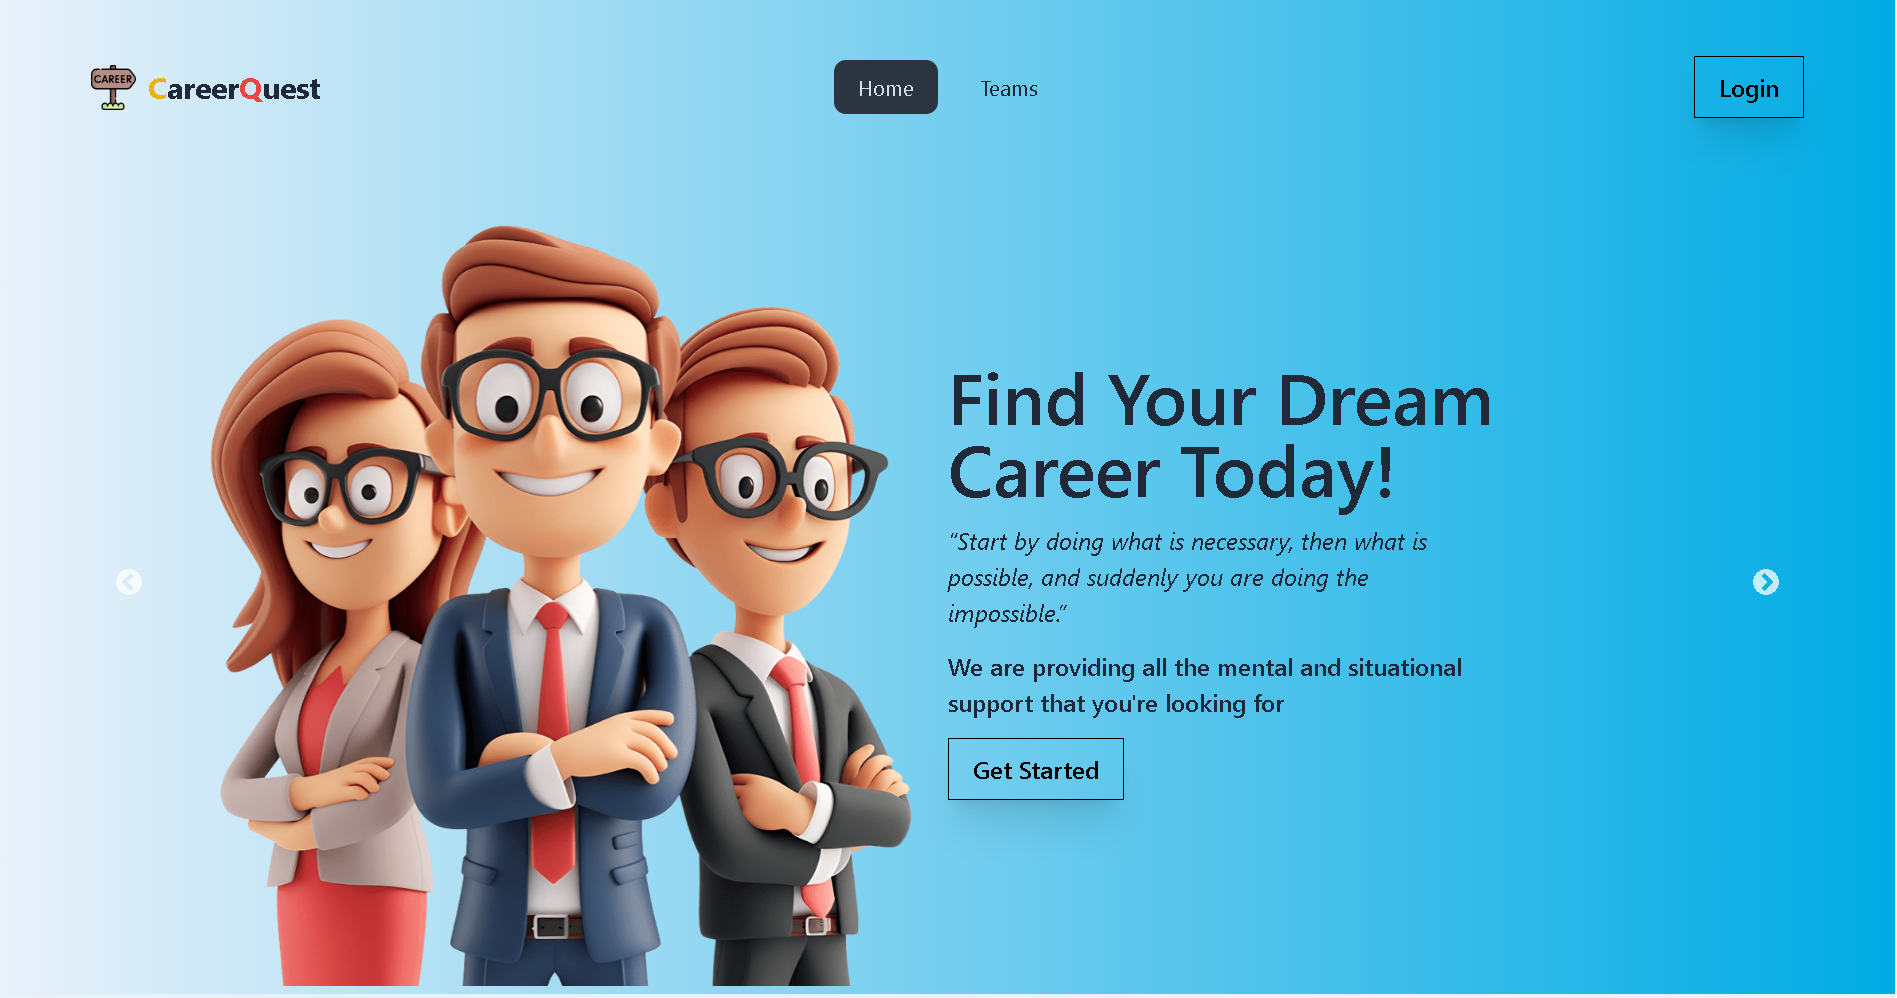 CAREER
CareerQuest
Home
Teams
Login
Find Your Dream
Career Today!
“Start by doing what is necessary, then what is
possible, and suddenly you are doing the
impossible.”
We are providing all the mental and situational
support that you're looking for
Get Started